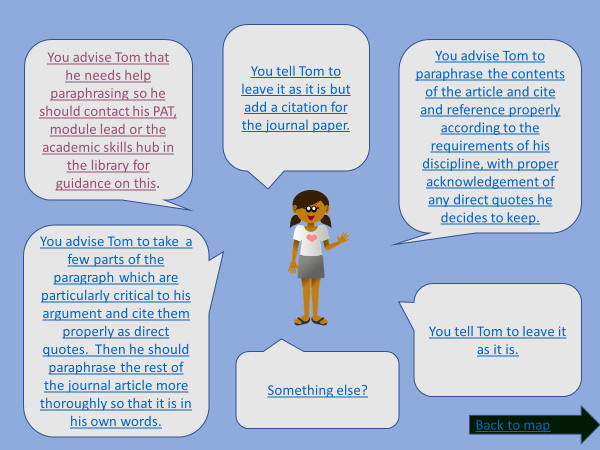 You advise Tom that
he needs help
paraphrasing so he
should contact his PAT,
module lead or the
academic skills hub in
the library for
guidance on this.
You tell Tom to
leave it as it is but
add a citation for
the journal paper.
You advise Tom to
paraphrase the contents
of the article and cite
and reference properly
according to the
requirements of his
discipline, with proper
acknowledgement of
any direct quotes he
decides to keep.
You advise Tom to take a
few parts of the
paragraph which are
particularly critical to his
argument and cite them
properly as direct
quotes. Then he should
paraphrase the rest of
the journal article more
thoroughly so that it is in
his own words.
Something else?
You tell Tom to leave it
as it is.
Back to map